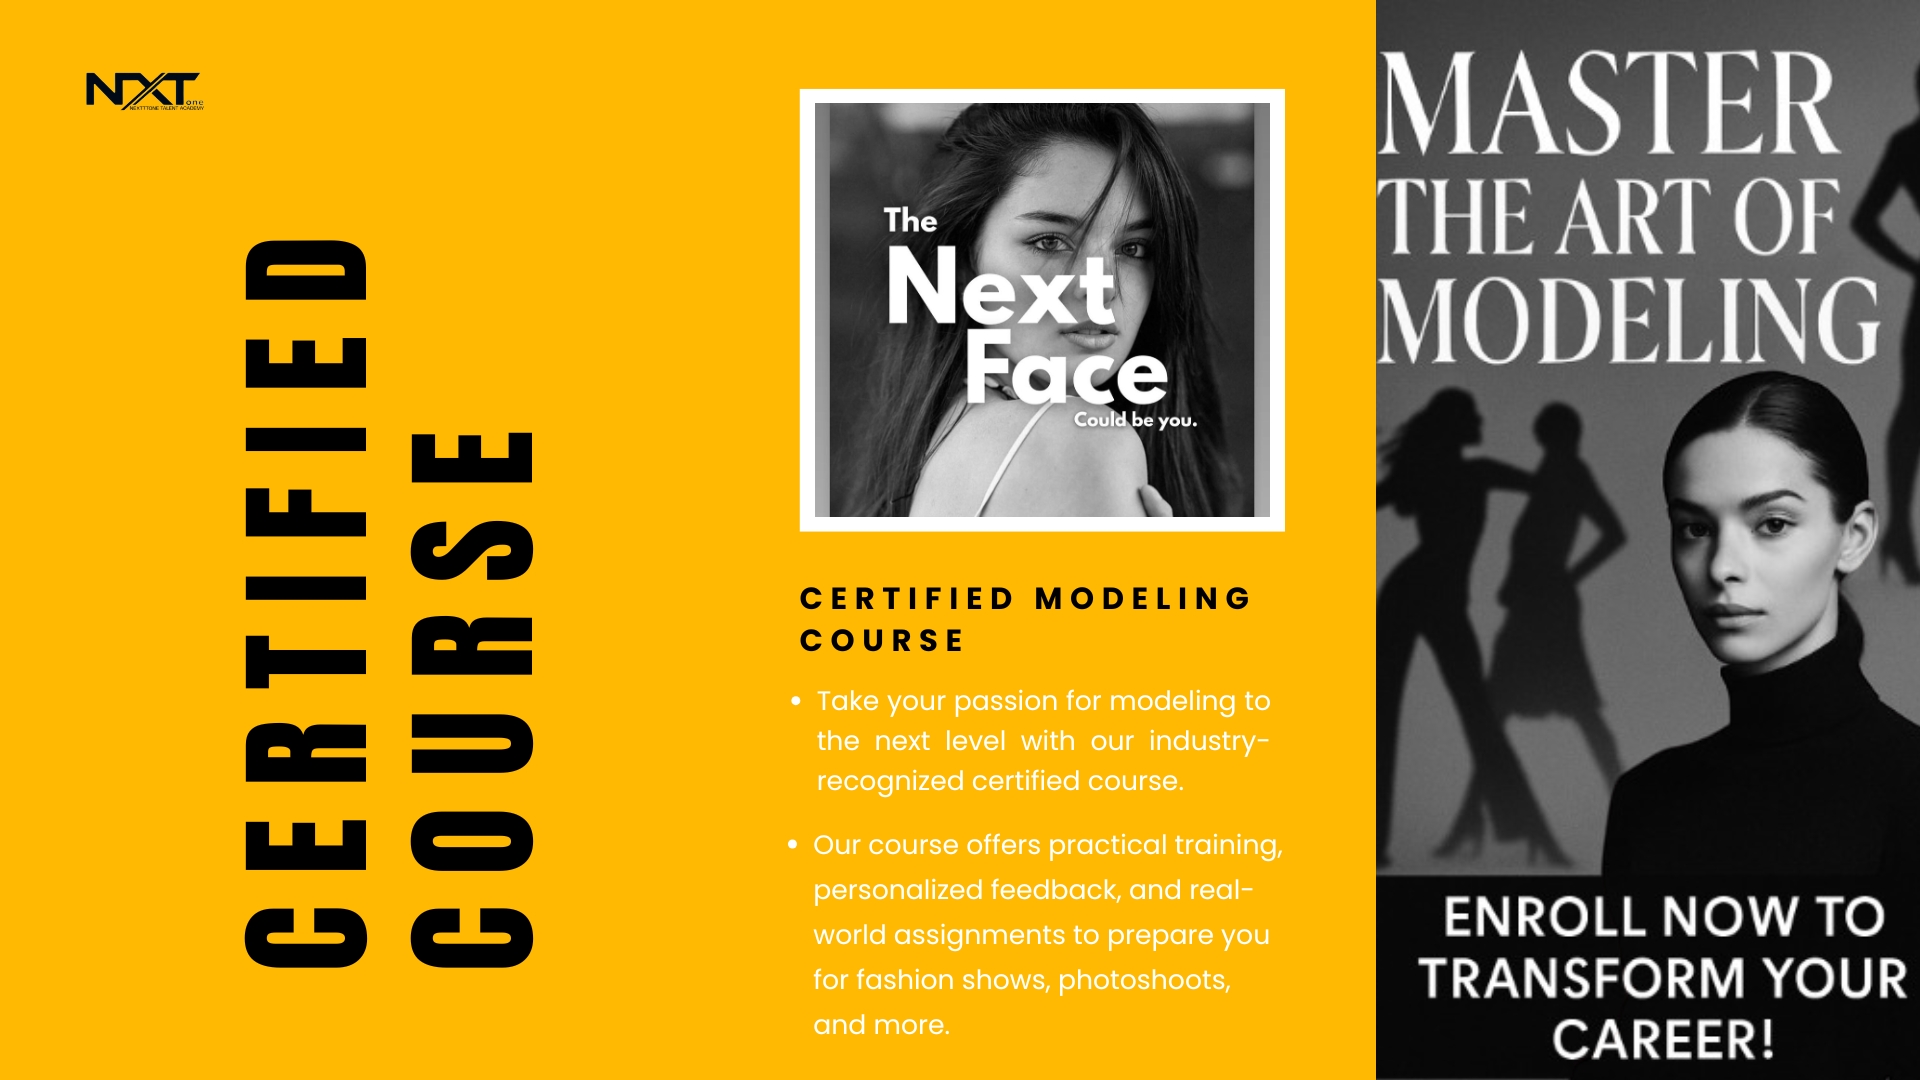 NXT
one
NEXTTTONE TALENT ACADEMY
CERTIFIED
COURSE
The
Next
Face
Could be you.
CERTIFIED MODELING
COURSE
• Take your passion for modeling to
the next level with our industry-
recognized certified course.
• Our course offers practical training,
personalized feedback, and real-
world assignments to prepare you
for fashion shows, photoshoots,
and more.
MASTER
THE ART OF
MODELING
ENROLL NOW TO
TRANSFORM YOUR
CAREER!